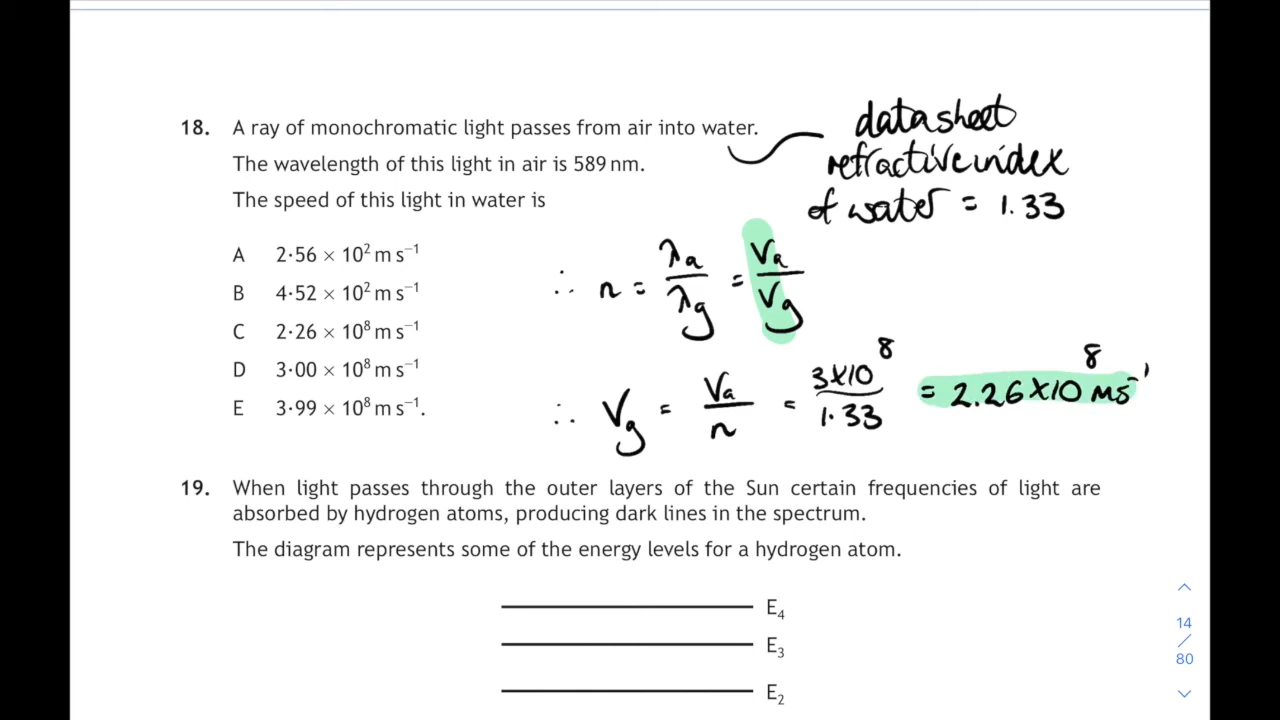 18. A ray of monochromatic light passes from air into water.
The wavelength of this light in air is 589 nm.
The speed of this light in water is
datasheet
refractive index
of water = 1.33
A 2·56 × 10² m s⁻¹
B 4·52 × 10² m s⁻¹
C 2·26 × 10⁸ m s⁻¹
D 3·00 × 10⁸ m s⁻¹
E 3·99 × 10⁸ m s⁻¹.
∴ n = λa/λg = Va/Vg
∴ Vg = Va/n = 3×10⁸/1.33 = 2.26×10⁸ ms⁻¹
19. When light passes through the outer layers of the Sun certain frequencies of light are
absorbed by hydrogen atoms, producing dark lines in the spectrum.
The diagram represents some of the energy levels for a hydrogen atom.
E₄
E₃
E₂
14
/
80